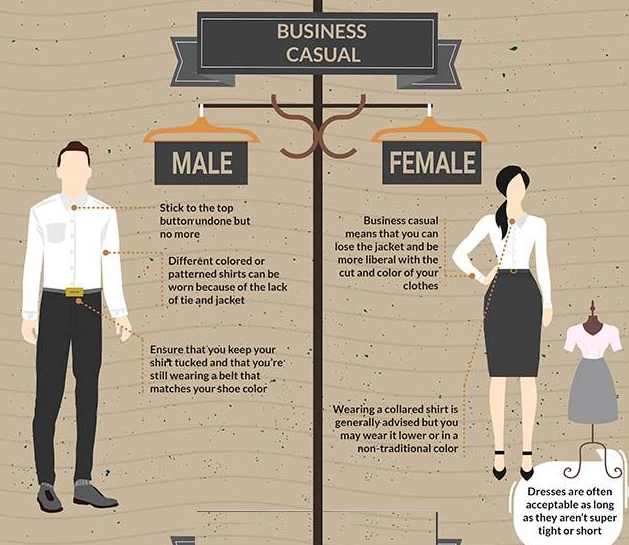 BUSINESS
CASUAL
MALE
Stick to the top
button undone but
no more
Different colored or
patterned shirts can be
worn because of the lack
of tie and jacket
Ensure that you keep your
shirt tucked and that you're
still wearing a belt that
matches your shoe color
FEMALE
Business casual
means that you can
lose the jacket and be
more liberal with the
cut and color of your
clothes
Wearing a collared shirt is
generally advised but you
may wear it lower or in a
non-traditional color
Dresses are often
acceptable as long
as they aren't super
tight or short